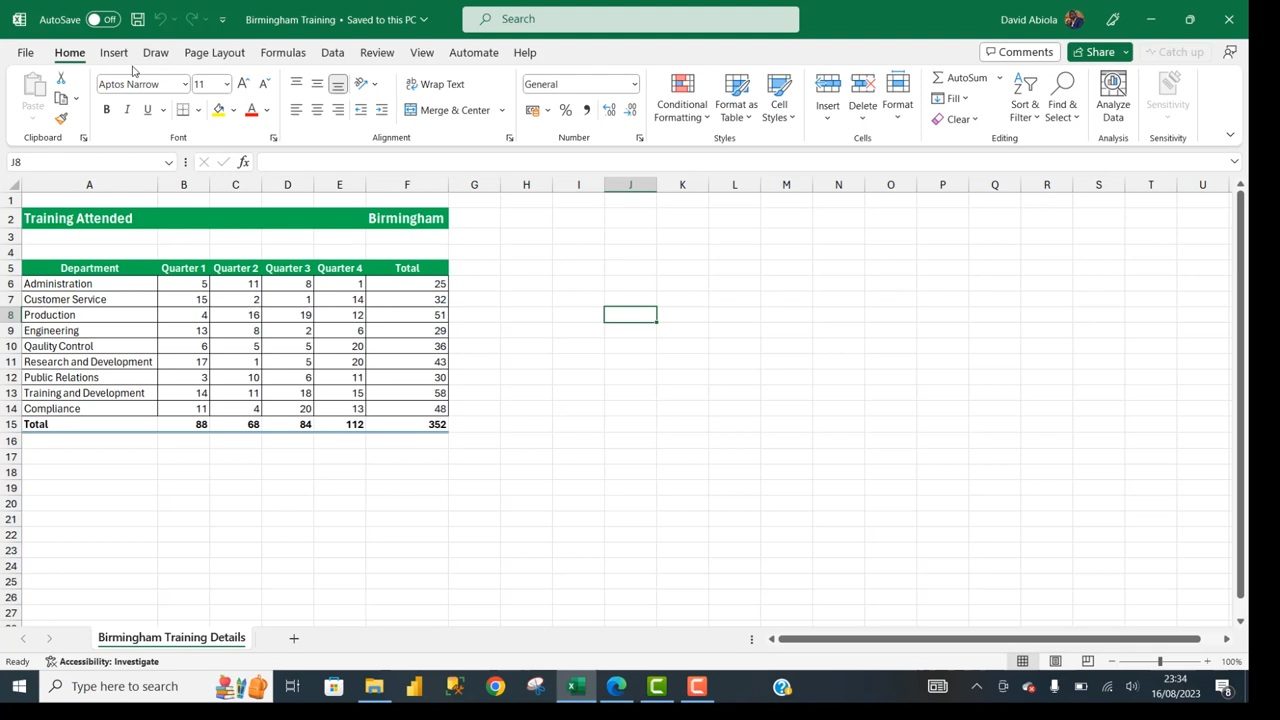 AutoSave Off Birmingham Training • Saved to this PC Search David Abiola
File Home Insert Draw Page Layout Formulas Data Review View Automate Help Comments Share Catch up
Paste Aptos Narrow 11 Wrap Text General Conditional Formatting Format as Table Cell Styles Insert Delete Format AutoSum Sort & Filter Find & Select Analyze Data Sensitivity
B I U A Merge & Center % Fill
Clear
Clipboard Font Alignment Number Styles Cells Editing Analysis Sensitivity
J8 fx
A B C D E F G H I J K L M N O P Q R S T U
1
2 Training Attended Birmingham
3
4
5 Department Quarter 1 Quarter 2 Quarter 3 Quarter 4 Total
6 Administration 5 11 8 1 25
7 Customer Service 15 2 1 14 32
8 Production 4 16 19 12 51
9 Engineering 13 8 2 6 29
10 Qaulity Control 6 5 5 20 36
11 Research and Development 17 1 5 20 43
12 Public Relations 3 10 6 11 30
13 Training and Development 14 11 18 15 58
14 Compliance 11 4 20 13 48
15 Total 88 68 84 112 352
16
17
18
19
20
21
22
23
24
25
26
27
Birmingham Training Details
Ready Accessibility: Investigate 100%
Type here to search 23:34
16/08/2023 8